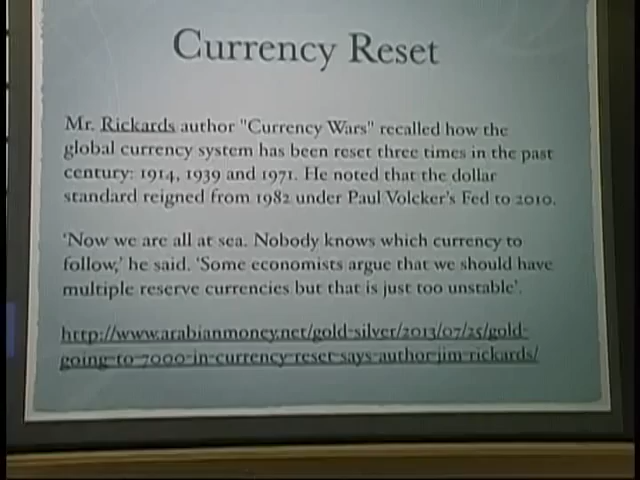 Currency Reset
Mr. Rickards author "Currency Wars" recalled how the
global currency system has been reset three times in the past
century: 1914, 1939 and 1971. He noted that the dollar
standard reigned from 1982 under Paul Volcker's Fed to 2010.
'Now we are all at sea. Nobody knows which currency to
follow,' he said. 'Some economists argue that we should have
multiple reserve currencies but that is just too unstable'.
http://www.arabianmoney.net/gold-silver/2013/07/25/gold-
going-to-7000-in-currency-reset-says-author-jim-rickards/